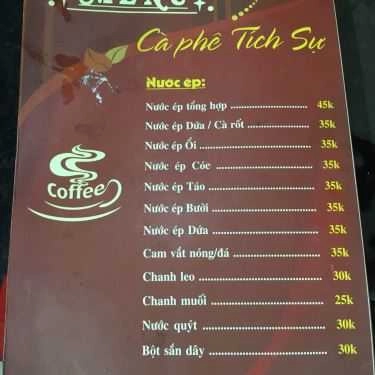 MENU
Cà phê Tích Sự
Nước ép:
Nước ép tổng hợp ........................ 45k
Nước ép Dứa / Cà rốt ................... 35k
Nước ép Ổi ................................... 35k
Nước ép Cóc ................................ 35k
Nước ép Táo ................................ 35k
Nước ép Bưởi ............................... 35k
Nước ép Dứa ............................... 35k
Cam vắt nóng/đá ......................... 35k
Chanh leo .................................... 30k
Chanh muối ................................. 25k
Nước quýt .................................... 30k
Bột sắn dây .................................. 30k
Coffee